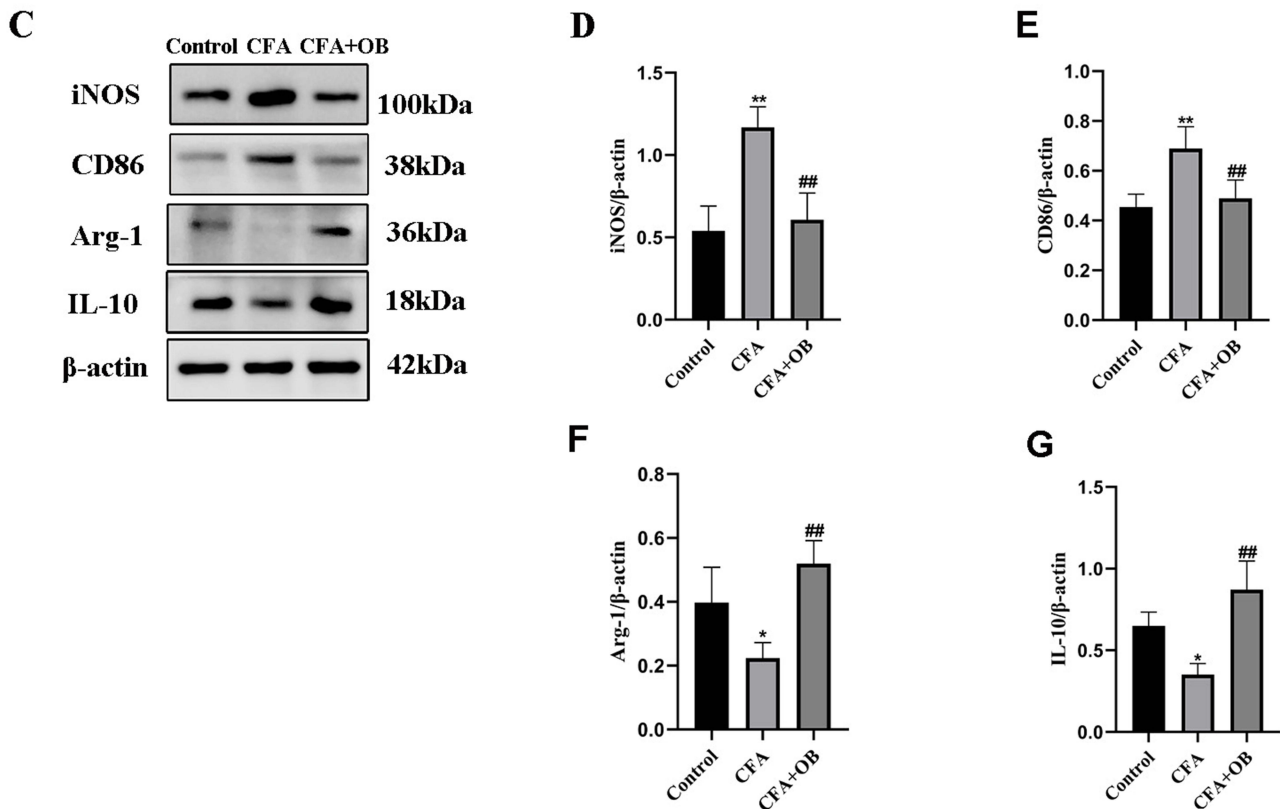 C
Control CFA CFA+OB
iNOS 100kDa
CD86 38kDa
Arg-1 36kDa
IL-10 18kDa
β-actin 42kDa
D
iNOS/β-actin
1.5
1.0
0.5
0.0
**
##
Control CFA CFA+OB
E
CD86/β-actin
1.0
0.8
0.6
0.4
0.2
0.0
**
##
Control CFA CFA+OB
F
Arg-1/β-actin
0.8
0.6
0.4
0.2
0.0
*
##
Control CFA CFA+OB
G
IL-10/β-actin
1.5
1.0
0.5
0.0
*
##
Control CFA CFA+OB